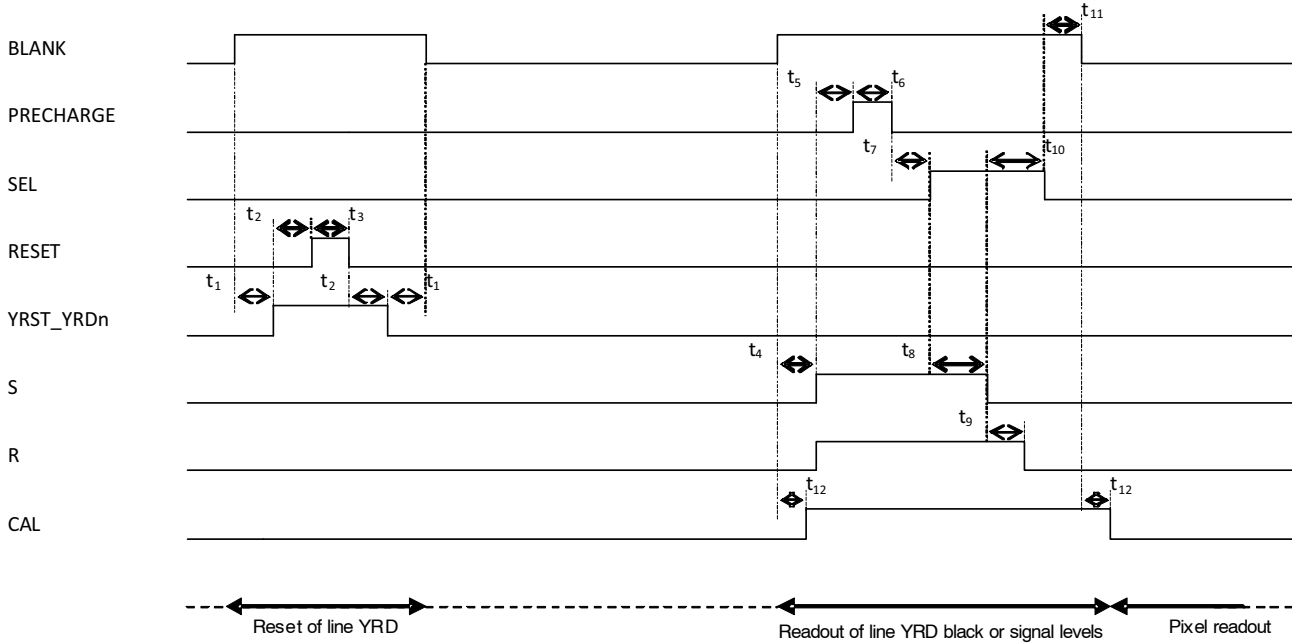 t₁₁
BLANK
t₅ t₆
PRECHARGE
t₇ t₁₀
SEL
t₂ t₃
RESET
t₁ t₂ t₁
YRST_YRDn
t₄ t₈
S
t₉
R
t₁₂ t₁₂
CAL
Reset of line YRD Readout of line YRD black or signal levels Pixel readout